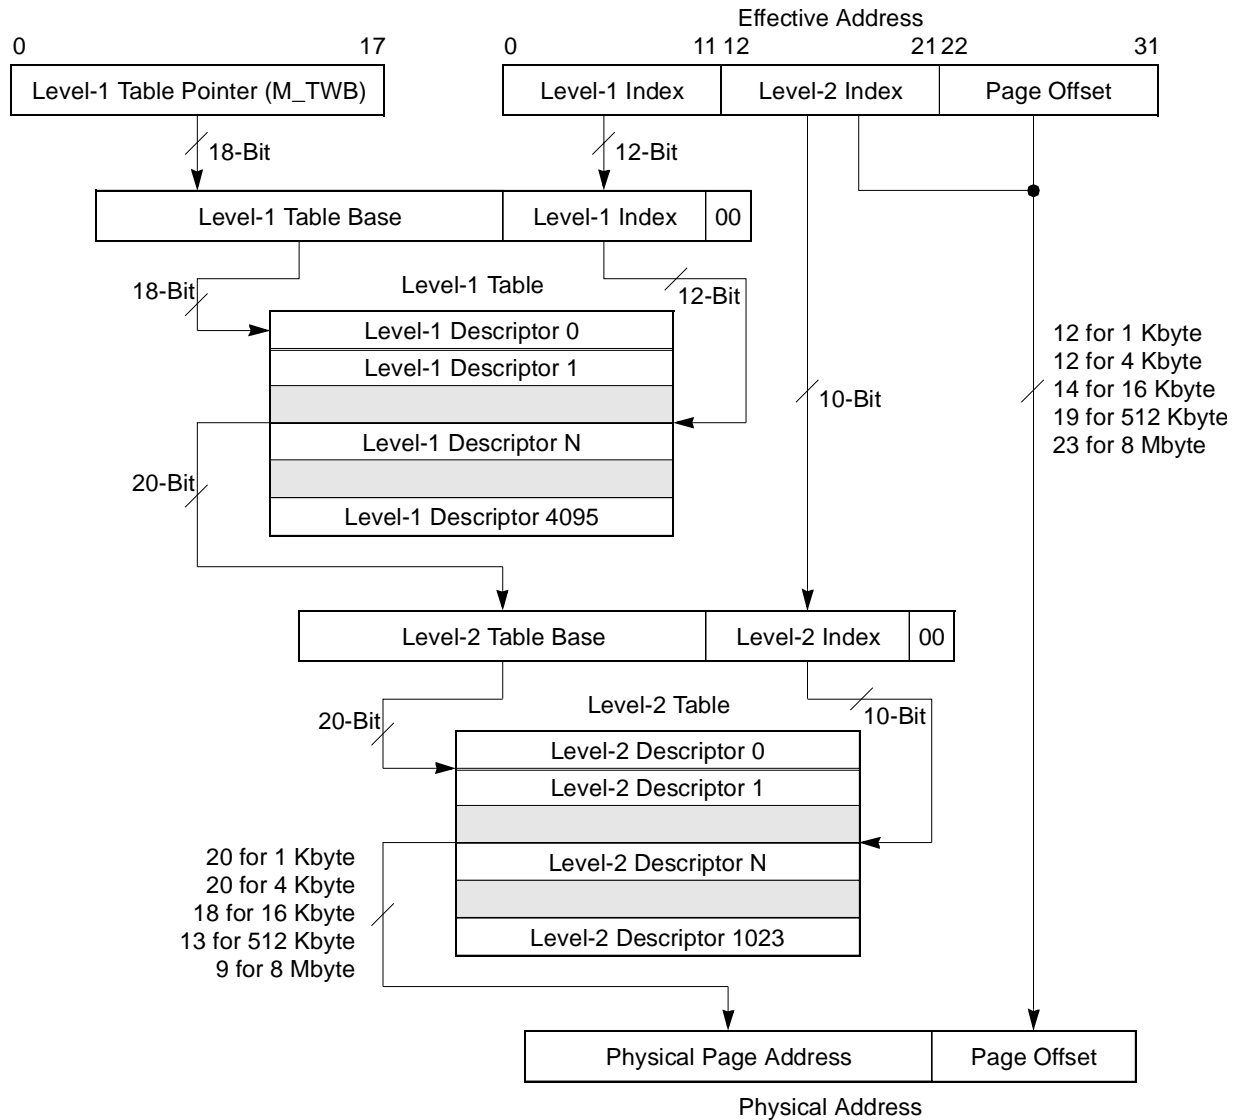 Effective Address
0 17 0 11 12 21 22 31
Level-1 Table Pointer (M_TWB) Level-1 Index Level-2 Index Page Offset
18-Bit 12-Bit
Level-1 Table Base Level-1 Index 00
18-Bit Level-1 Table 12-Bit
Level-1 Descriptor 0
Level-1 Descriptor 1
Level-1 Descriptor N
Level-1 Descriptor 4095
20-Bit
10-Bit
12 for 1 Kbyte
12 for 4 Kbyte
14 for 16 Kbyte
19 for 512 Kbyte
23 for 8 Mbyte
Level-2 Table Base Level-2 Index 00
20-Bit Level-2 Table 10-Bit
Level-2 Descriptor 0
Level-2 Descriptor 1
Level-2 Descriptor N
Level-2 Descriptor 1023
20 for 1 Kbyte
20 for 4 Kbyte
18 for 16 Kbyte
13 for 512 Kbyte
9 for 8 Mbyte
Physical Page Address Page Offset
Physical Address